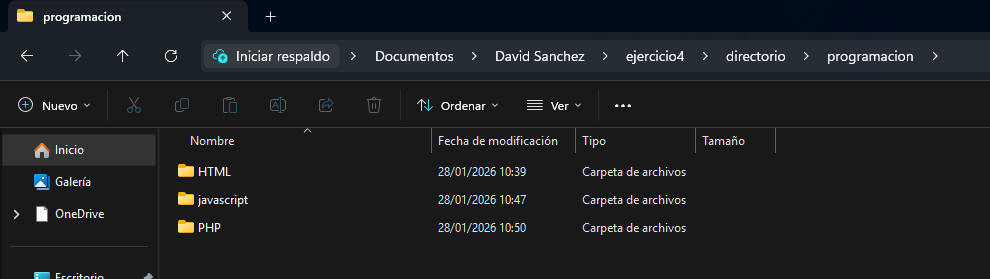 programacion
Iniciar respaldo Documentos David Sanchez ejercicio4 directorio programacion
Nuevo Ordenar Ver
Nombre Fecha de modificación Tipo Tamaño
Inicio
Galería
OneDrive
Escritorio
HTML 28/01/2026 10:39 Carpeta de archivos
javascript 28/01/2026 10:47 Carpeta de archivos
PHP 28/01/2026 10:50 Carpeta de archivos